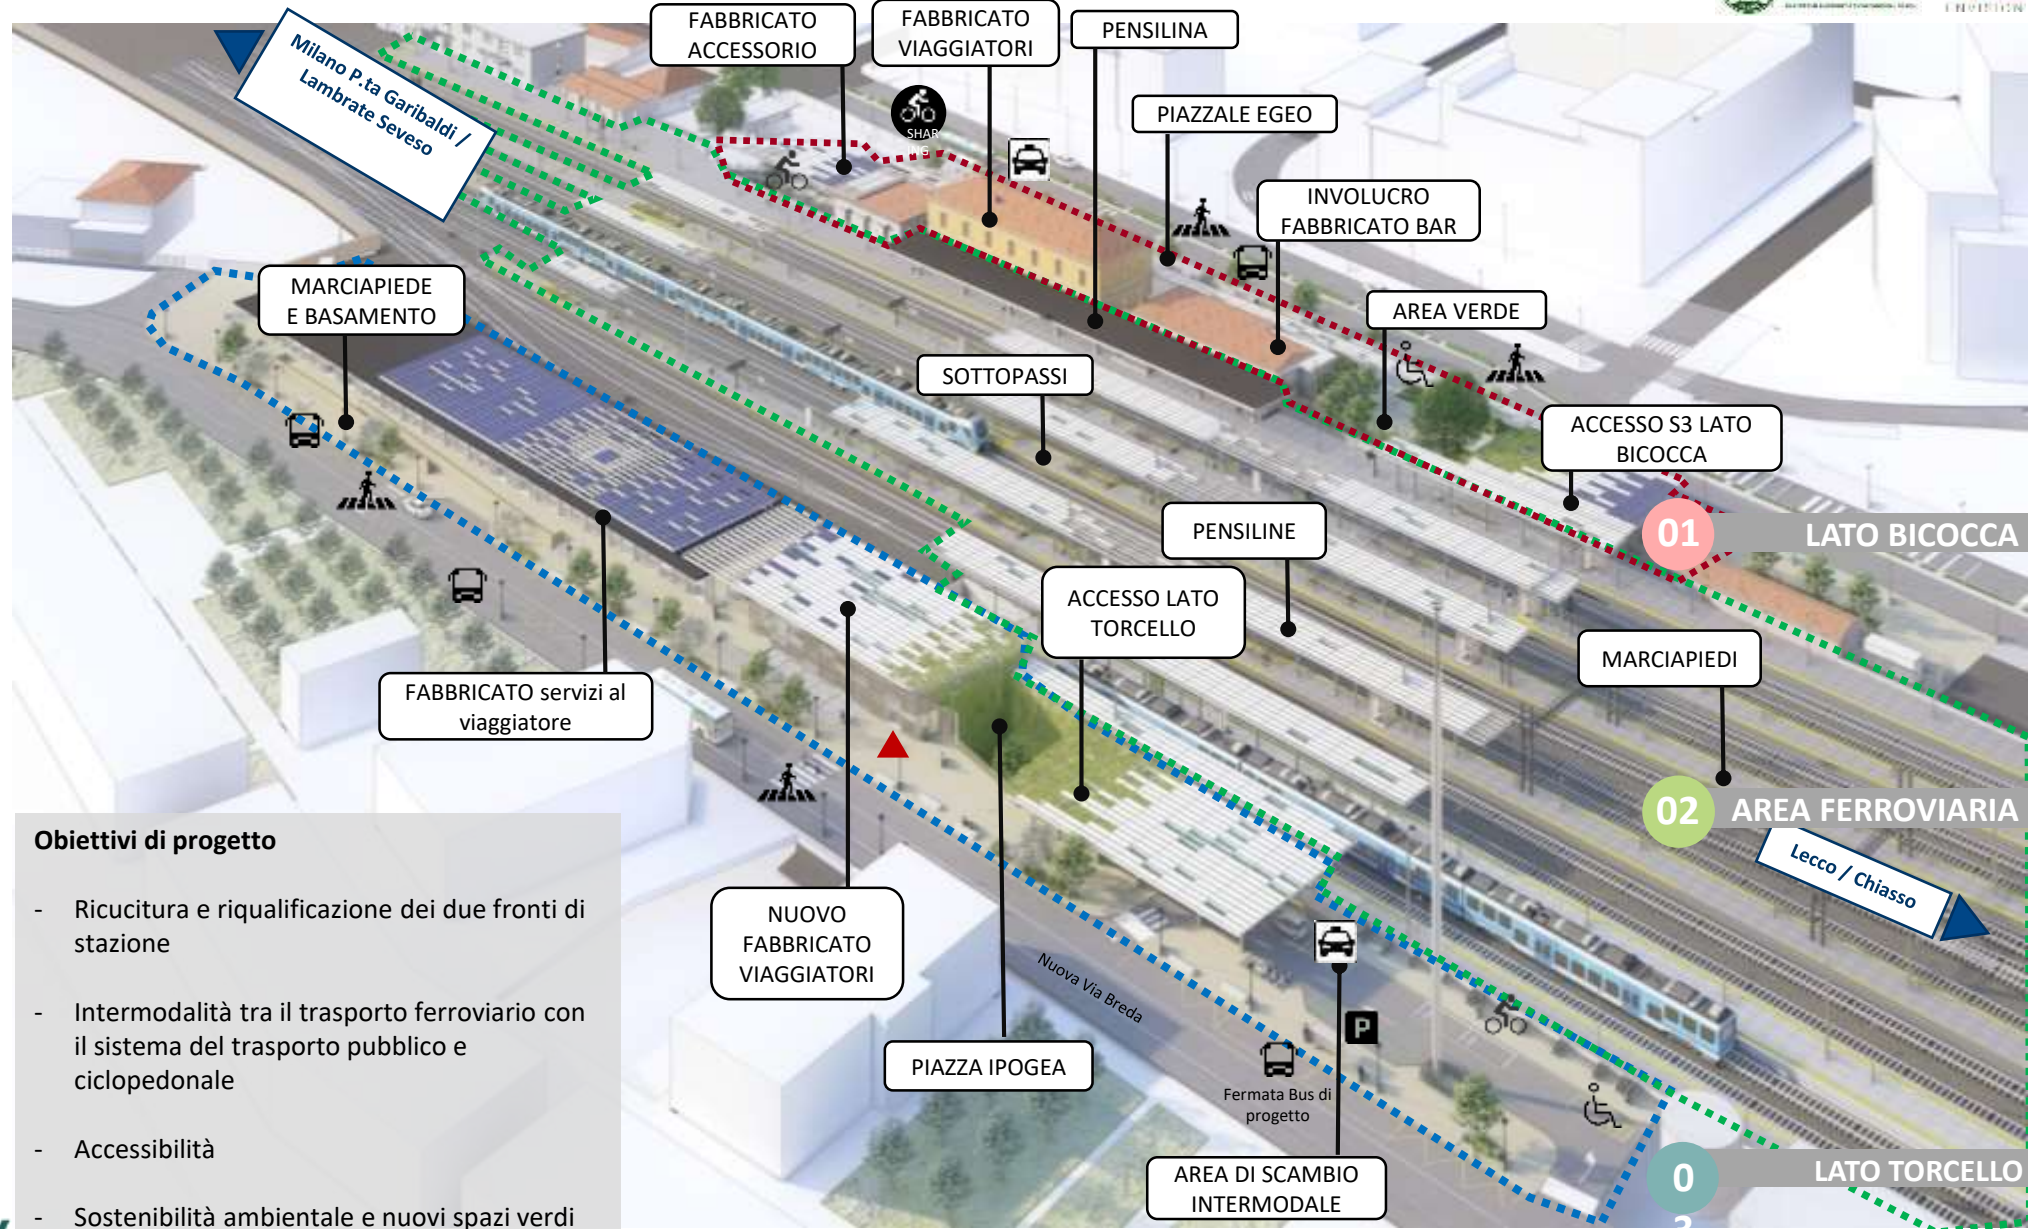 ENVISION
FABBRICATO
ACCESSORIO
FABBRICATO
VIAGGIATORI
PENSILINA
Milano P.ta Garibaldi /
Lambrate Seveso
SHAR
ING
PIAZZALE EGEO
INVOLUCRO
FABBRICATO BAR
MARCIAPIEDE
E BASAMENTO
AREA VERDE
SOTTOPASSI
ACCESSO S3 LATO
BICOCCA
PENSILINE
01
LATO BICOCCA
ACCESSO LATO
TORCELLO
MARCIAPIEDI
FABBRICATO servizi al
viaggiatore
02
AREA FERROVIARIA
Lecco / Chiasso
Obiettivi di progetto
- Ricucitura e riqualificazione dei due fronti di
stazione
- Intermodalità tra il trasporto ferroviario con
il sistema del trasporto pubblico e
ciclopedonale
- Accessibilità
- Sostenibilità ambientale e nuovi spazi verdi
NUOVO
FABBRICATO
VIAGGIATORI
Nuova Via Breda
P
PIAZZA IPOGEA
Fermata Bus di
progetto
AREA DI SCAMBIO
INTERMODALE
0
3
LATO TORCELLO